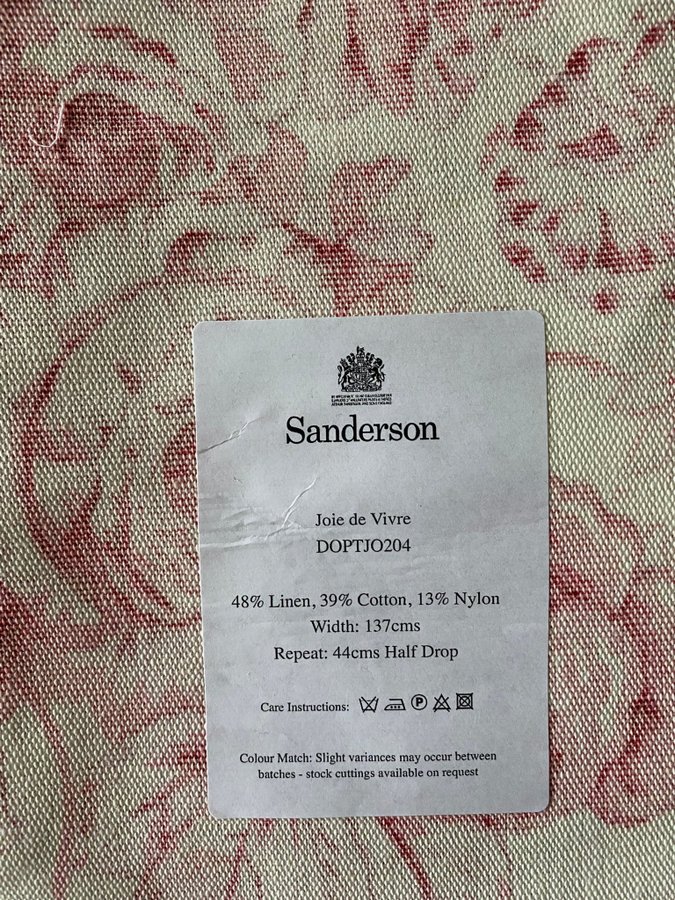 Sanderson
Joie de Vivre
DOPTJO204
48% Linen, 39% Cotton, 13% Nylon
Width: 137cms
Repeat: 44cms Half Drop
Care Instructions: P
Colour Match: Slight variances may occur between
batches - stock cuttings available on request